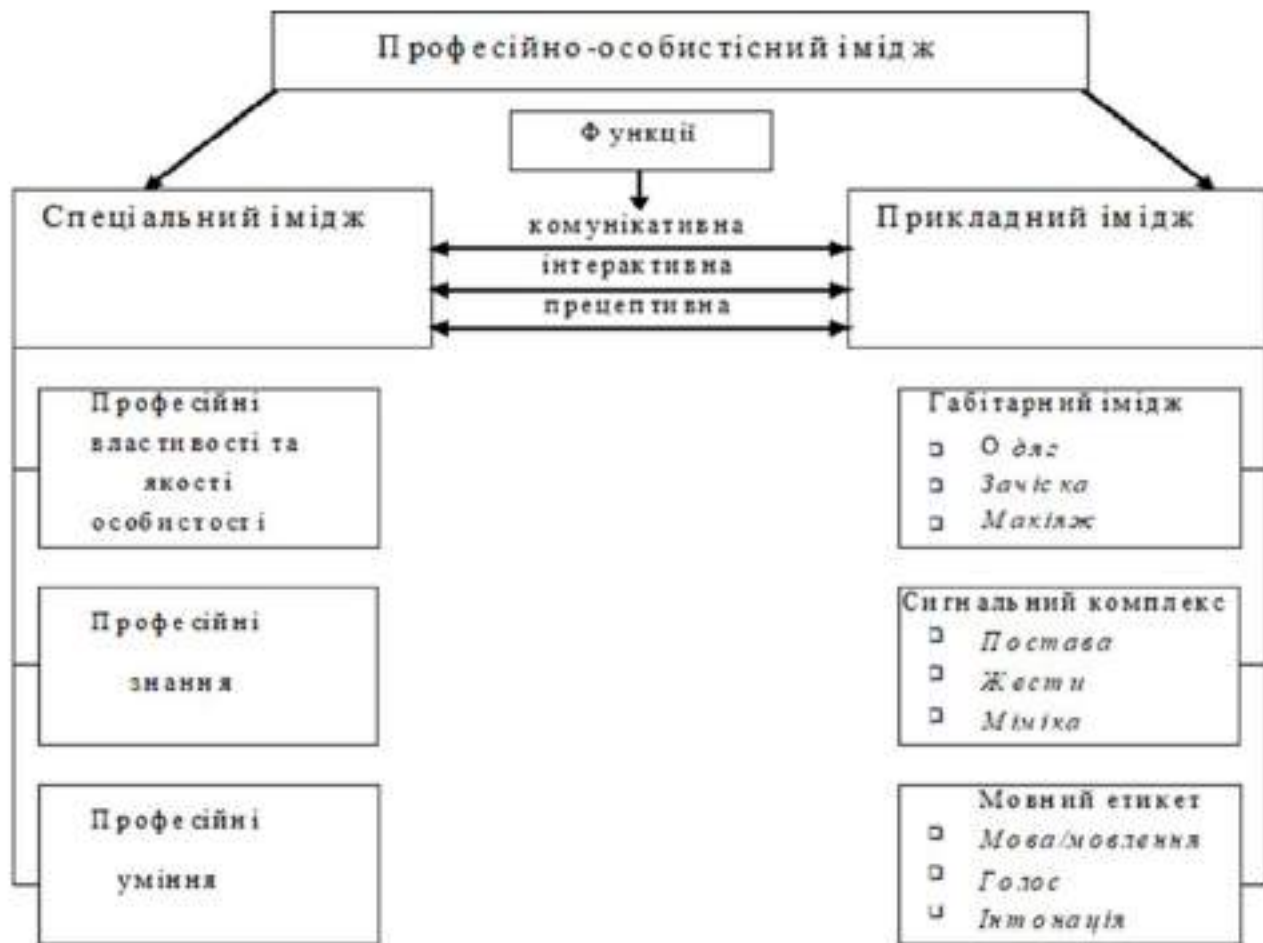 Професійно-особистісний імідж
Функції
Спеціальний імідж
комунікативна
Прикладний імідж
інтерактивна
прецептивна
Професійні
властивості та
якості
особистості
Габітарний імідж
Одяг
Зачіска
Макіяж
Професійні
знання
Сигнальний комплекс
Постава
Жести
Міміка
Професійні
уміння
Мовний етикет
Мова/мовлення
Голос
Інтонація